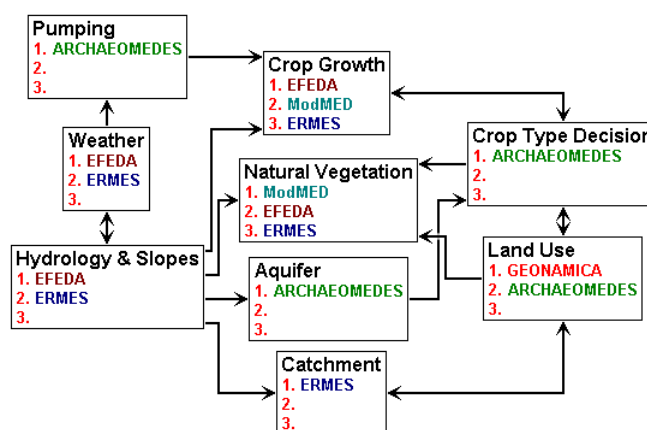 Pumping
1. ARCHAEOMEDES
2.
3.
Crop Growth
1. EFEDA
2. ModMED
3. ERMES
Weather
1. EFEDA
2. ERMES
3.
Crop Type Decision
1. ARCHAEOMEDES
2.
3.
Natural Vegetation
1. ModMED
2. EFEDA
3. ERMES
Hydrology & Slopes
1. EFEDA
2. ERMES
3.
Aquifer
1. ARCHAEOMEDES
2.
3.
Land Use
1. GEONAMICA
2. ARCHAEOMEDES
3.
Catchment
1. ERMES
2.
3.